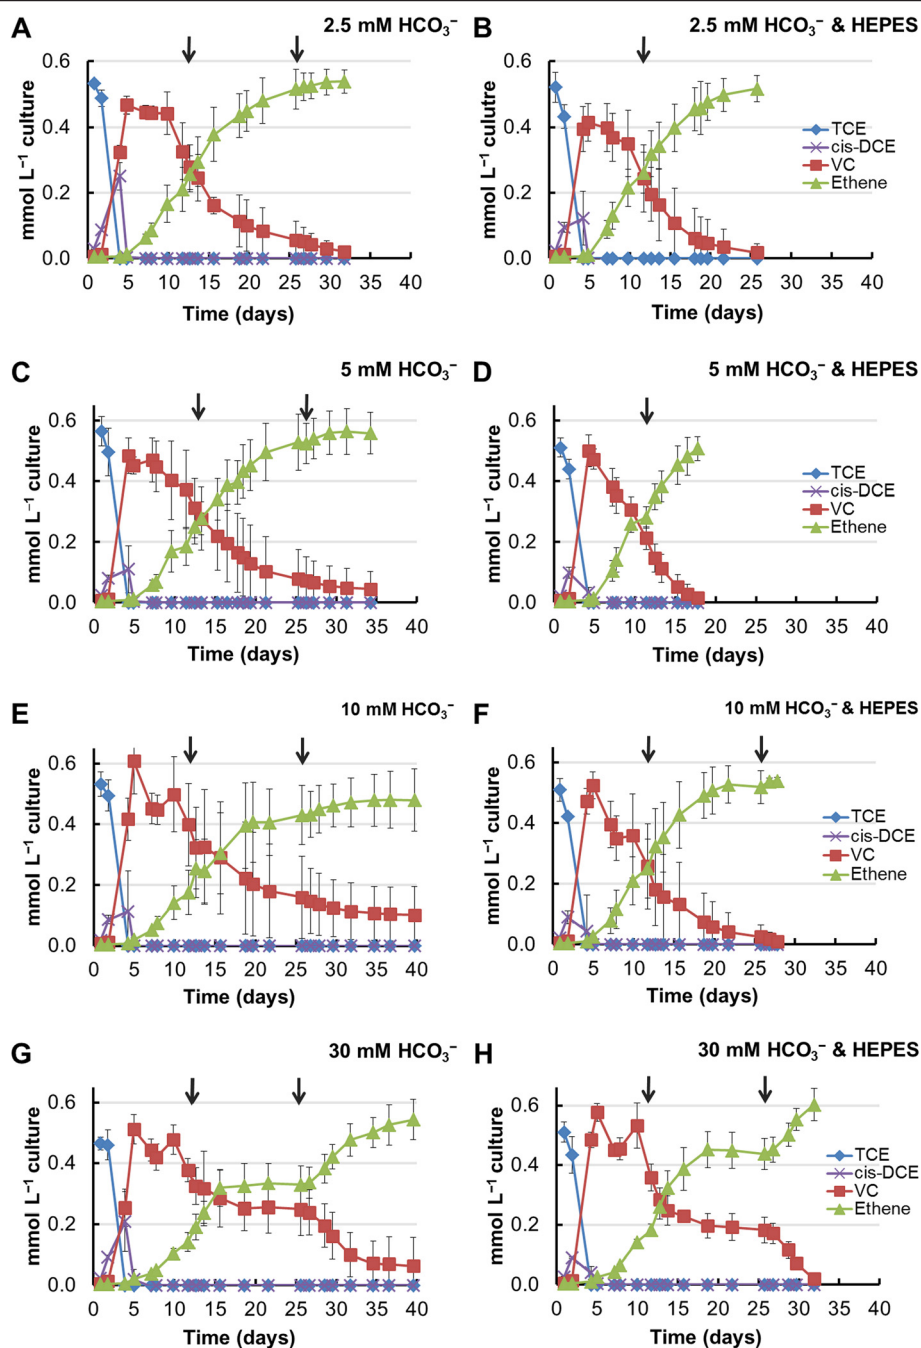 A
2.5 mM HCO₃⁻
mmol L⁻¹ culture
0.6
0.4
0.2
0.0
0 5 10 15 20 25 30 35 40
Time (days)
B
2.5 mM HCO₃⁻ & HEPES
mmol L⁻¹ culutre
0.6
0.4
0.2
0.0
TCE
cis-DCE
VC
Ethene
0 5 10 15 20 25 30 35 40
Time (days)
C
5 mM HCO₃⁻
mmol L⁻¹ culture
0.6
0.4
0.2
0.0
0 5 10 15 20 25 30 35 40
Time (days)
D
5 mM HCO₃⁻ & HEPES
mmol L⁻¹ culture
0.6
0.4
0.2
0.0
TCE
cis-DCE
VC
Ethene
0 5 10 15 20 25 30 35 40
Time (days)
E
10 mM HCO₃⁻
mmol L⁻¹ culture
0.6
0.4
0.2
0.0
0 5 10 15 20 25 30 35 40
Time (days)
F
10 mM HCO₃⁻ & HEPES
mmol L⁻¹ culture
0.6
0.4
0.2
0.0
TCE
cis-DCE
VC
Ethene
0 5 10 15 20 25 30 35 40
Time (days)
G
30 mM HCO₃⁻
mmol L⁻¹ culture
0.6
0.4
0.2
0.0
0 5 10 15 20 25 30 35 40
Time (days)
H
30 mM HCO₃⁻ & HEPES
mmol L⁻¹ culture
0.6
0.4
0.2
0.0
TCE
cis-DCE
VC
Ethene
0 5 10 15 20 25 30 35 40
Time (days)